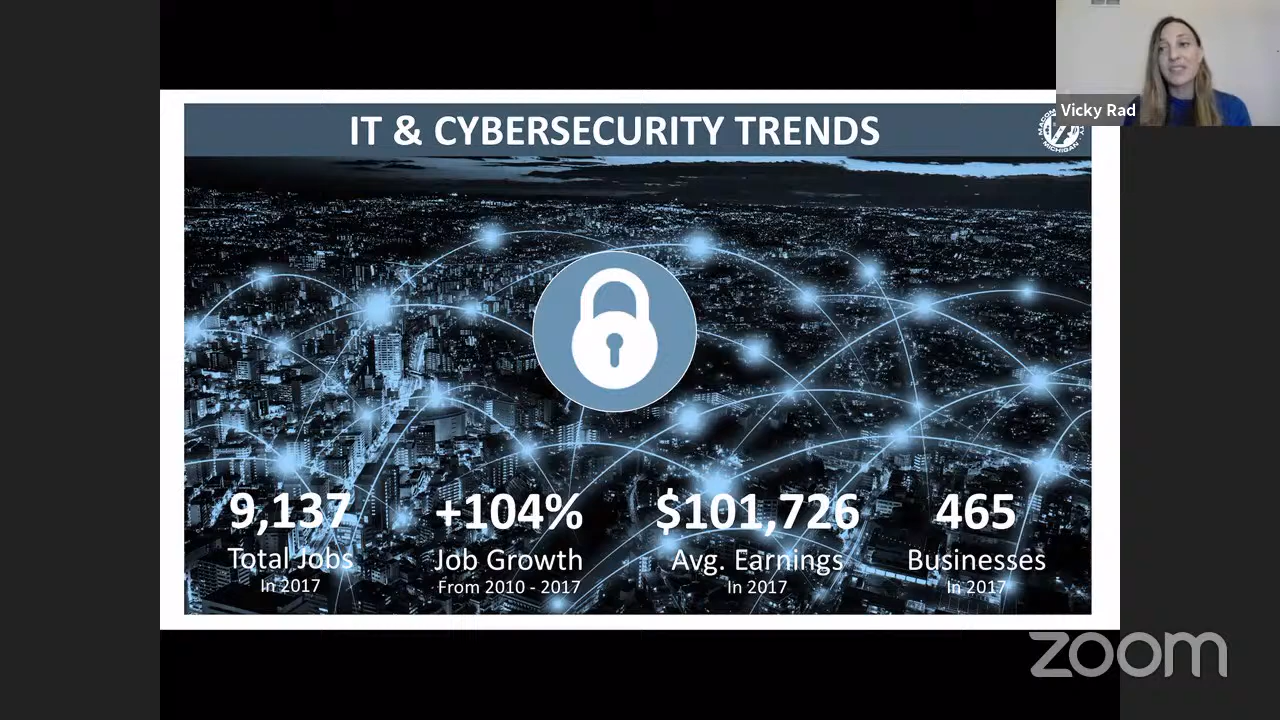 IT & CYBERSECURITY TRENDS
Vicky Rad
MICHIGAN
9,137
Total Jobs
In 2017
+104%
Job Growth
From 2010 - 2017
$101,726
Avg. Earnings
In 2017
465
Businesses
In 2017
zoom